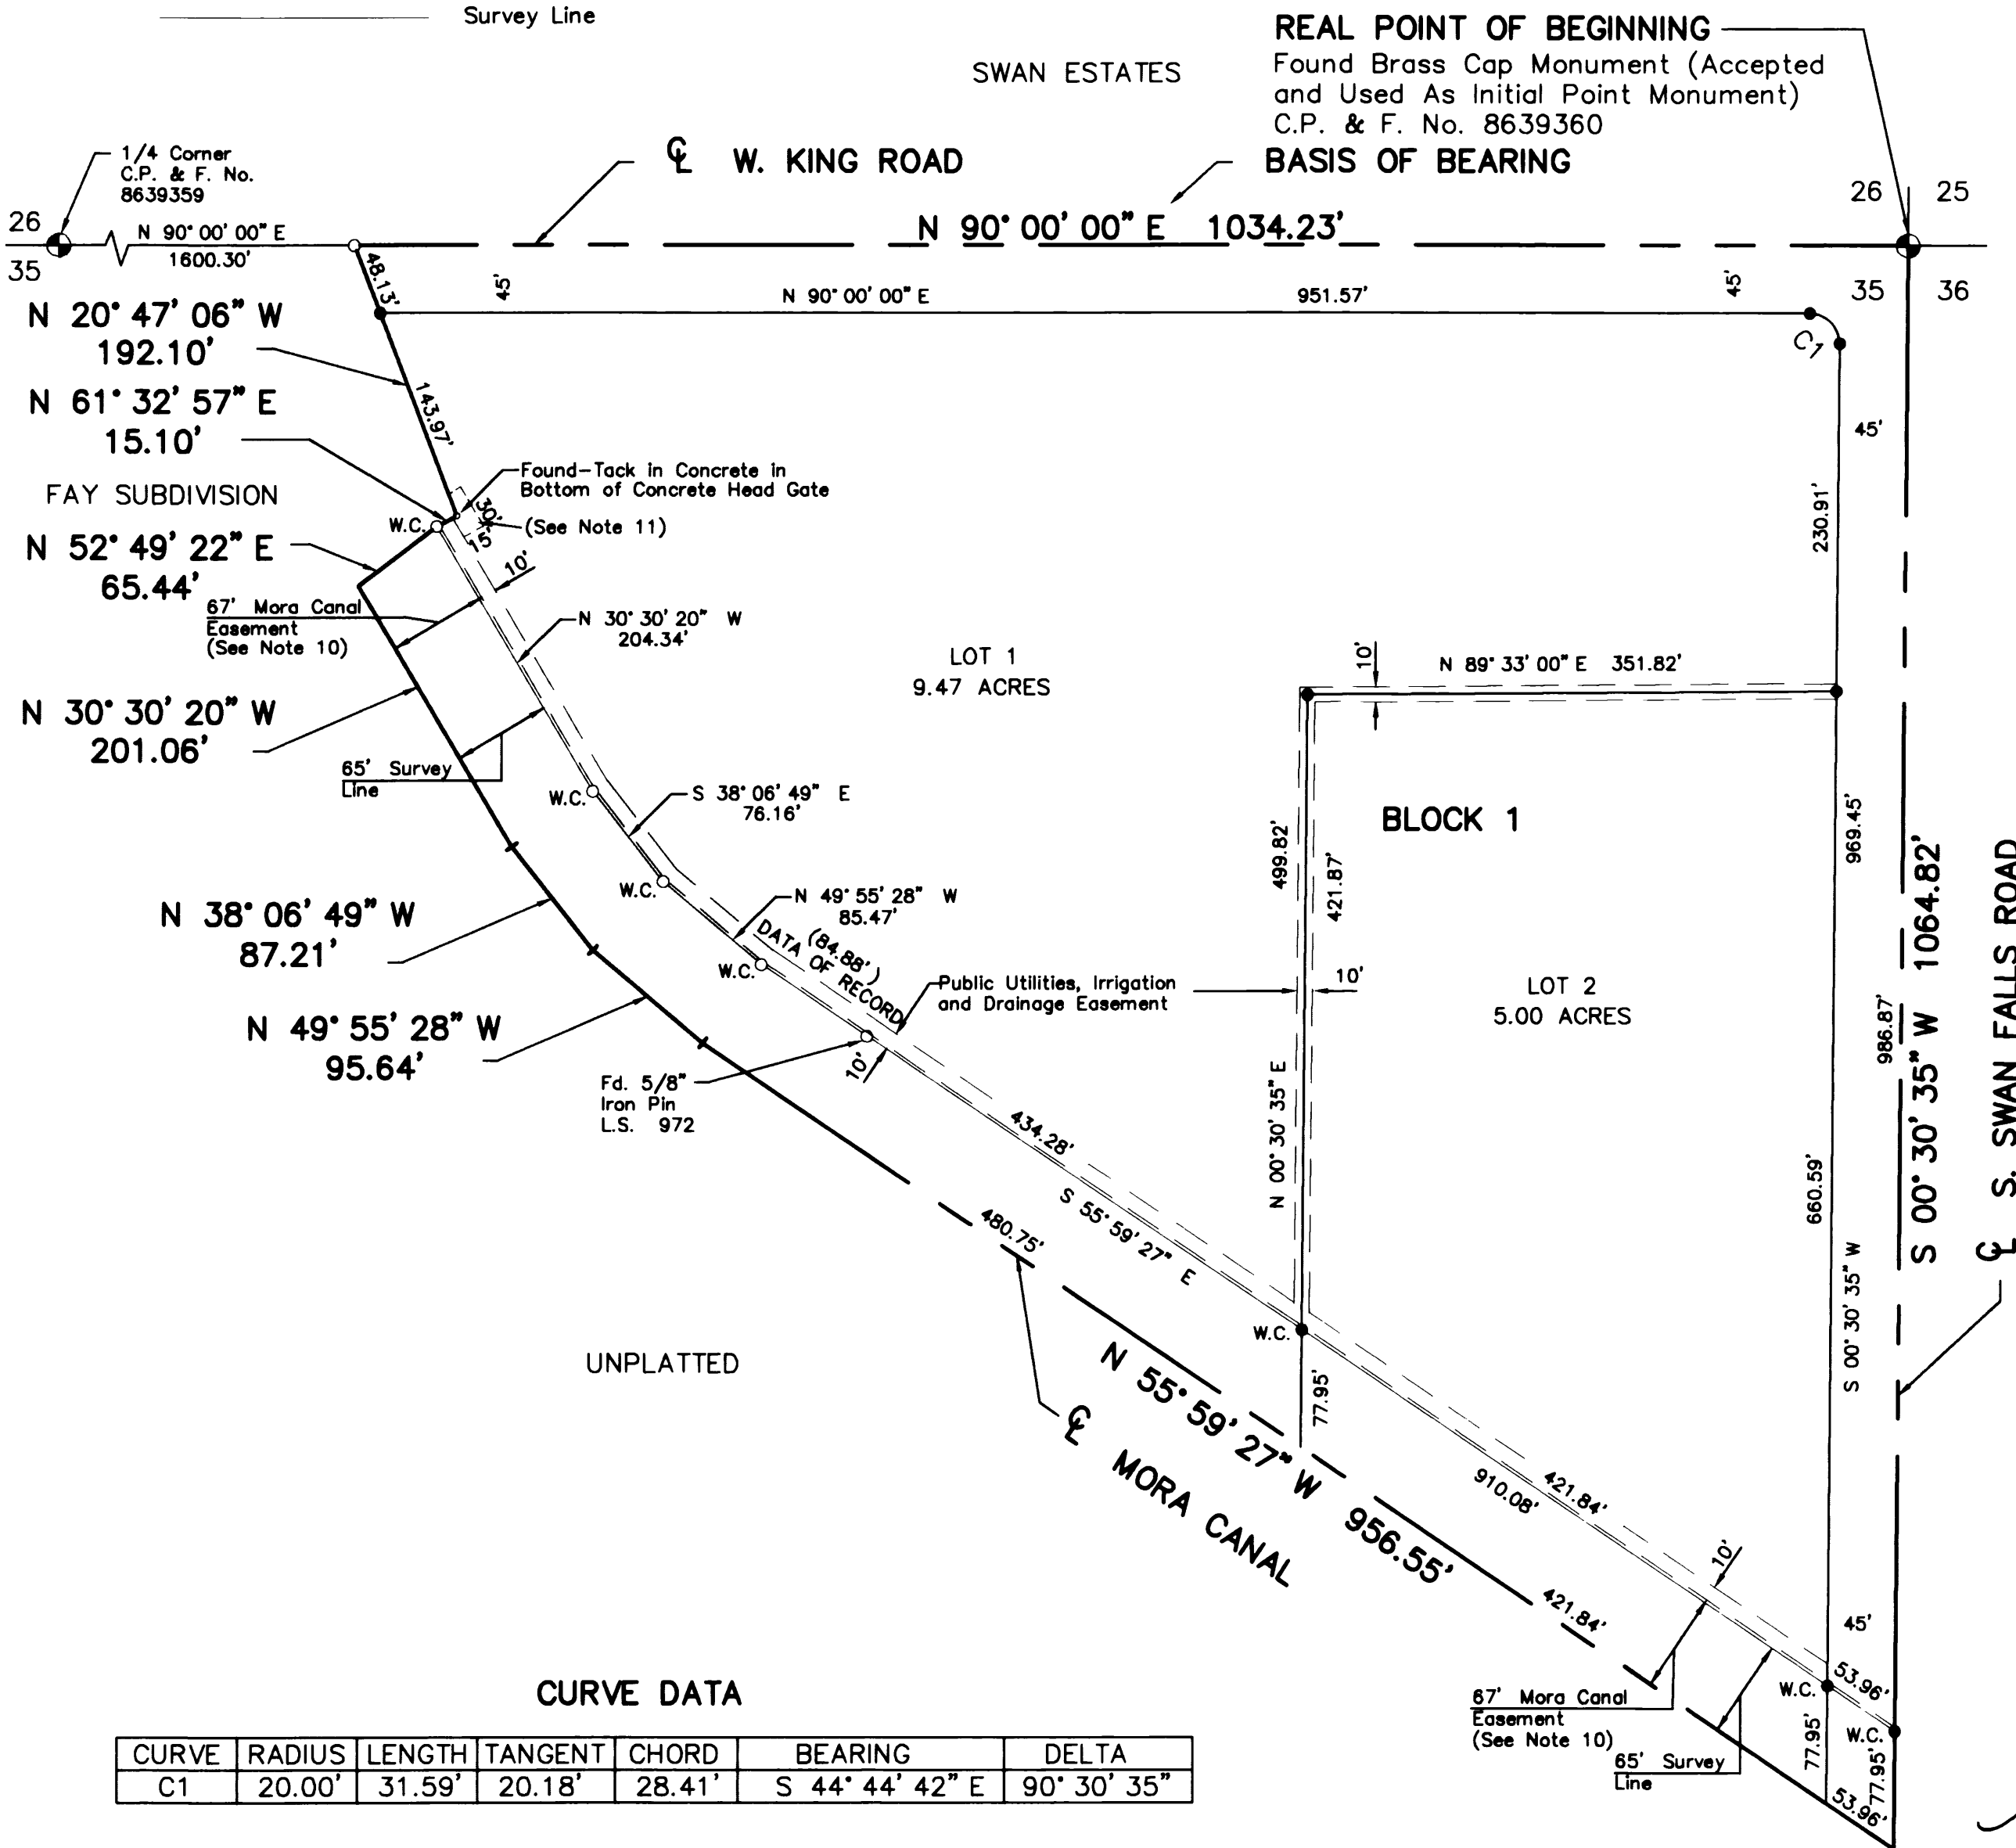 Survey Line
SWAN ESTATES
REAL POINT OF BEGINNING
Found Brass Cap Monument (Accepted
and Used As Initial Point Monument)
C.P. & F. No. 8639360
BASIS OF BEARING
℄ W. KING ROAD
1/4 Corner
C.P. & F. No.
8639359
26
35
N 90° 00' 00" E
1600.30'
N 90° 00' 00" E 1034.23'
26 25
35 36
48.13'
45'
N 90° 00' 00" E 951.57'
45'
C1
N 20° 47' 06" W
192.10'
143.97'
N 61° 32' 57" E
15.10'
FAY SUBDIVISION
Found-Tack in Concrete in
Bottom of Concrete Head Gate
(See Note 11)
W.C.
30'
15'
10'
N 52° 49' 22" E
65.44'
67' Mora Canal
Easement
(See Note 10)
N 30° 30' 20" W
204.34'
45'
230.91'
LOT 1
9.47 ACRES
10'
N 89° 33' 00" E 351.82'
N 30° 30' 20" W
201.06'
65' Survey
Line
W.C.
S 38° 06' 49" E
76.16'
BLOCK 1
499.82'
421.87'
969.45'
W.C.
N 49° 55' 28" W
85.47'
(84.88')
DATA OF RECORD
W.C.
N 38° 06' 49" W
87.21'
Public Utilities, Irrigation
and Drainage Easement
10'
LOT 2
5.00 ACRES
N 49° 55' 28" W
95.64'
10'
Fd. 5/8"
Iron Pin
L.S. 972
986.87'
S 00° 30' 35" W 1064.82'
℄ S. SWAN FALLS ROAD
N 00° 30' 35" E
434.28'
S 55° 59' 27" E
660.59'
S 00° 30' 35" W
480.75'
W.C.
UNPLATTED
77.95'
N 55° 59' 27" W 956.55'
℄ MORA CANAL
421.84'
910.08'
10'
421.84'
45'
53.96'
W.C.
W.C.
67' Mora Canal
Easement
(See Note 10)
65' Survey
Line
77.95'
77.95'
53.96'
CURVE DATA
CURVE RADIUS LENGTH TANGENT CHORD BEARING DELTA
C1 20.00' 31.59' 20.18' 28.41' S 44° 44' 42" E 90° 30' 35"